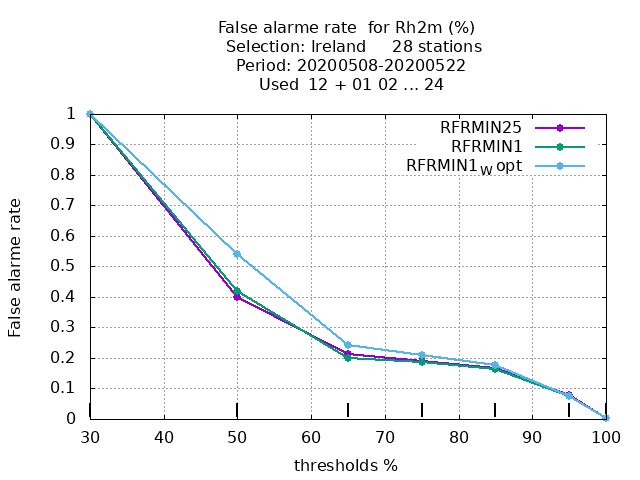 False alarme rate  for Rh2m (%)
Selection: Ireland     28 stations
Period: 20200508-20200522
Used  12 + 01 02 ... 24
RFRMIN25
RFRMIN1
RFRMIN1W opt
1
0.9
0.8
0.7
0.6
0.5
0.4
0.3
0.2
0.1
0
False alarme rate
30 40 50 60 70 80 90 100
thresholds %